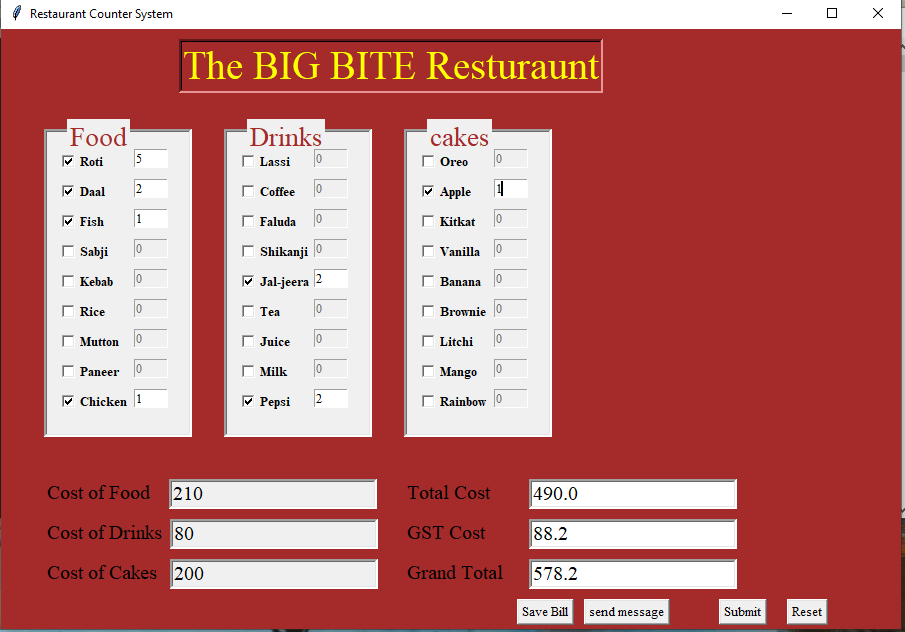 Restaurant Counter System
The BIG BITE Resturaunt
Food
Roti 5
Daal 2
Fish 1
Sabji 0
Kebab 0
Rice 0
Mutton 0
Paneer 0
Chicken 1
Drinks
Lassi 0
Coffee 0
Faluda 0
Shikanji 0
Jal-jeera 2
Tea 0
Juice 0
Milk 0
Pepsi 2
cakes
Oreo 0
Apple 1
Kitkat 0
Vanilla 0
Banana 0
Brownie 0
Litchi 0
Mango 0
Rainbow 0
Cost of Food 210
Cost of Drinks 80
Cost of Cakes 200
Total Cost 490.0
GST Cost 88.2
Grand Total 578.2
Save Bill send message Submit Reset